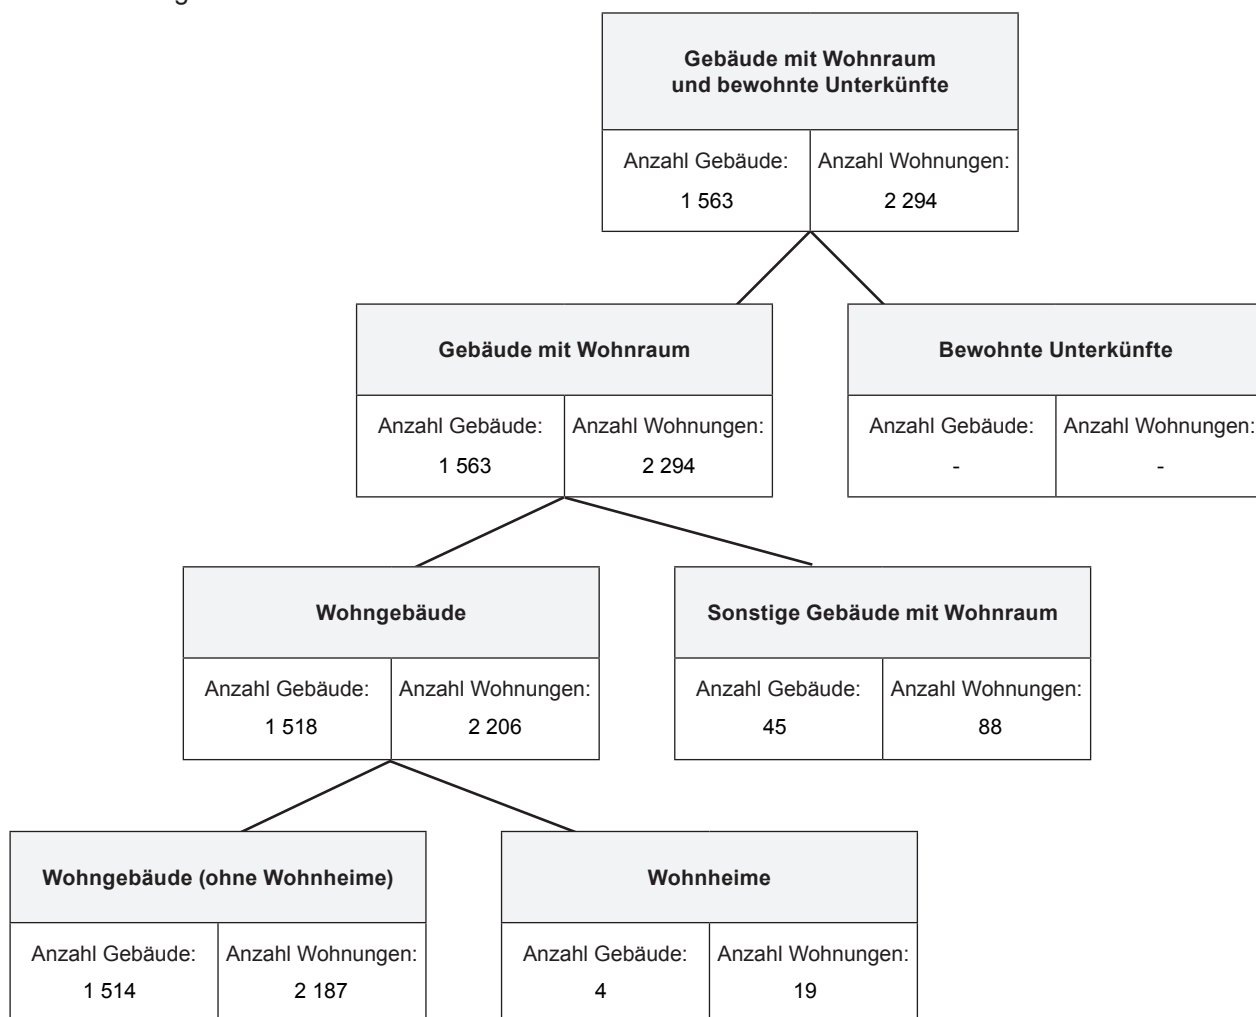 Gebäude mit Wohnraum
und bewohnte Unterkünfte
Anzahl Gebäude: Anzahl Wohnungen:
1 563 2 294
Gebäude mit Wohnraum Bewohnte Unterkünfte
Anzahl Gebäude: Anzahl Wohnungen: Anzahl Gebäude: Anzahl Wohnungen:
1 563 2 294 - -
Wohngebäude Sonstige Gebäude mit Wohnraum
Anzahl Gebäude: Anzahl Wohnungen: Anzahl Gebäude: Anzahl Wohnungen:
1 518 2 206 45 88
Wohngebäude (ohne Wohnheime) Wohnheime
Anzahl Gebäude: Anzahl Wohnungen: Anzahl Gebäude: Anzahl Wohnungen:
1 514 2 187 4 19